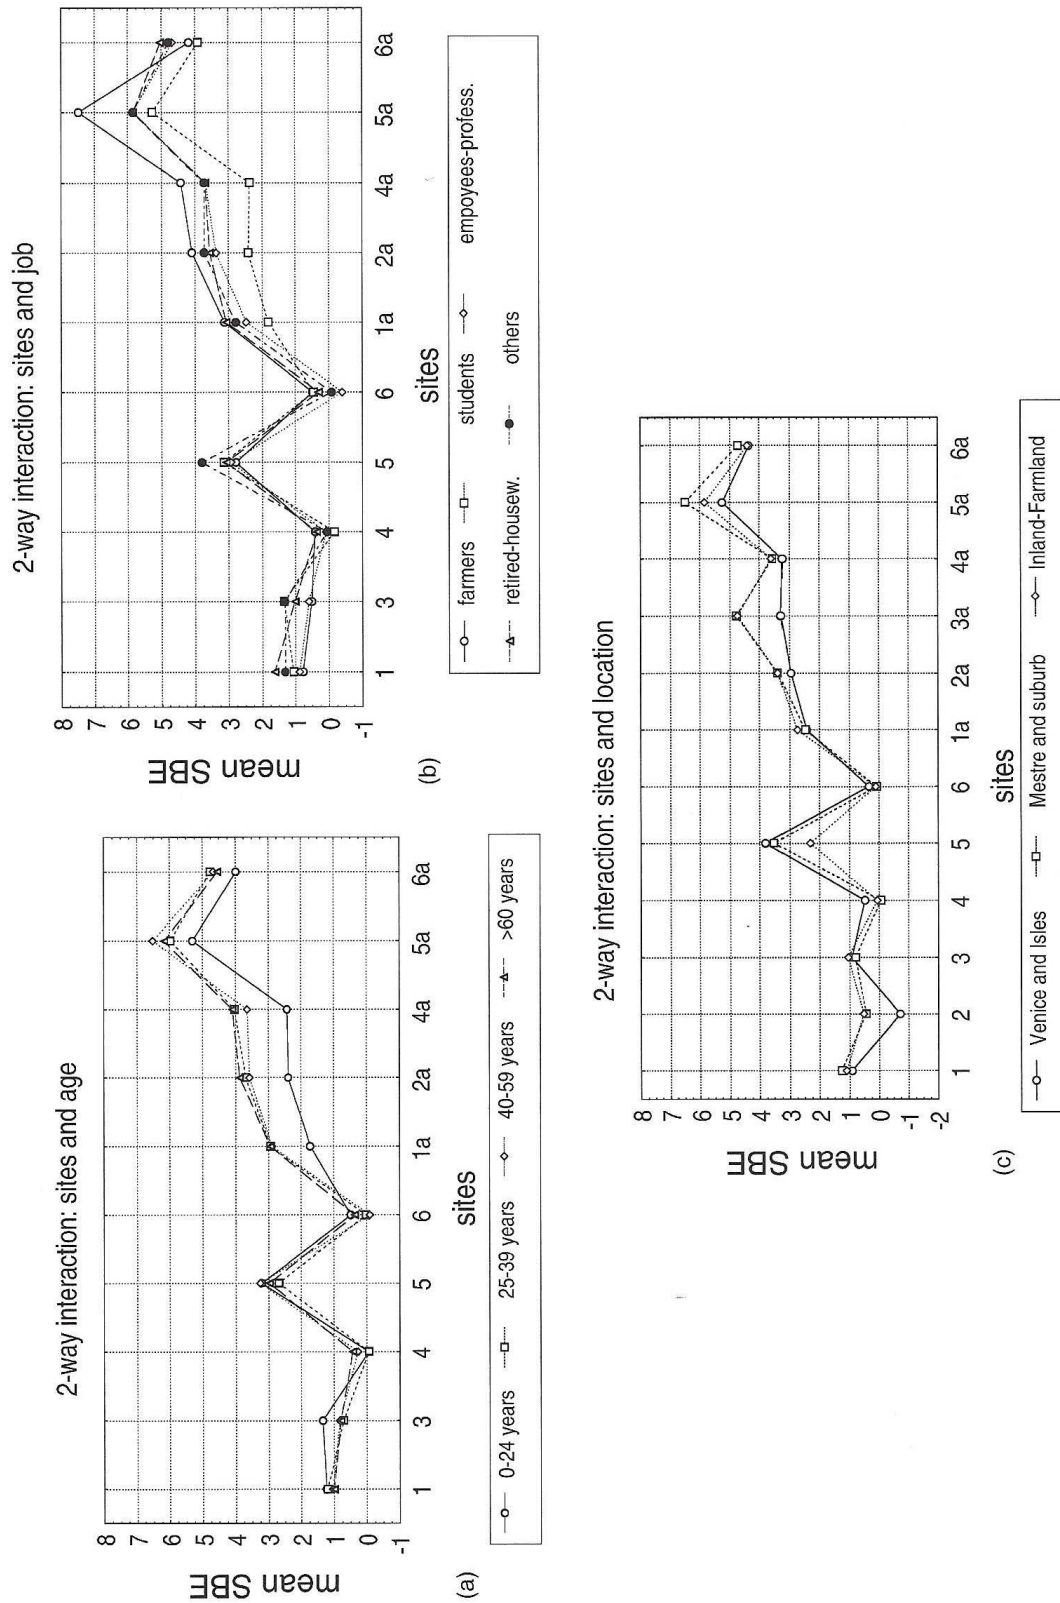 2-way interaction: sites and age
8
7
6
5
4
3
2
1
0
-1
mean SBE
1 3 4 5 6 1a 2a 4a 5a 6a
sites
0-24 years 25-39 years 40-59 years >60 years
(a)
2-way interaction: sites and job
8
7
6
5
4
3
2
1
0
-1
mean SBE
1 3 4 5 6 1a 2a 4a 5a 6a
sites
farmers students empoyees-profess.
retired-housew. others
(b)
2-way interaction: sites and location
8
7
6
5
4
3
2
1
0
-1
-2
mean SBE
1 2 3 4 5 6 1a 2a 3a 4a 5a 6a
sites
Venice and Isles Mestre and suburb Inland-Farmland
(c)